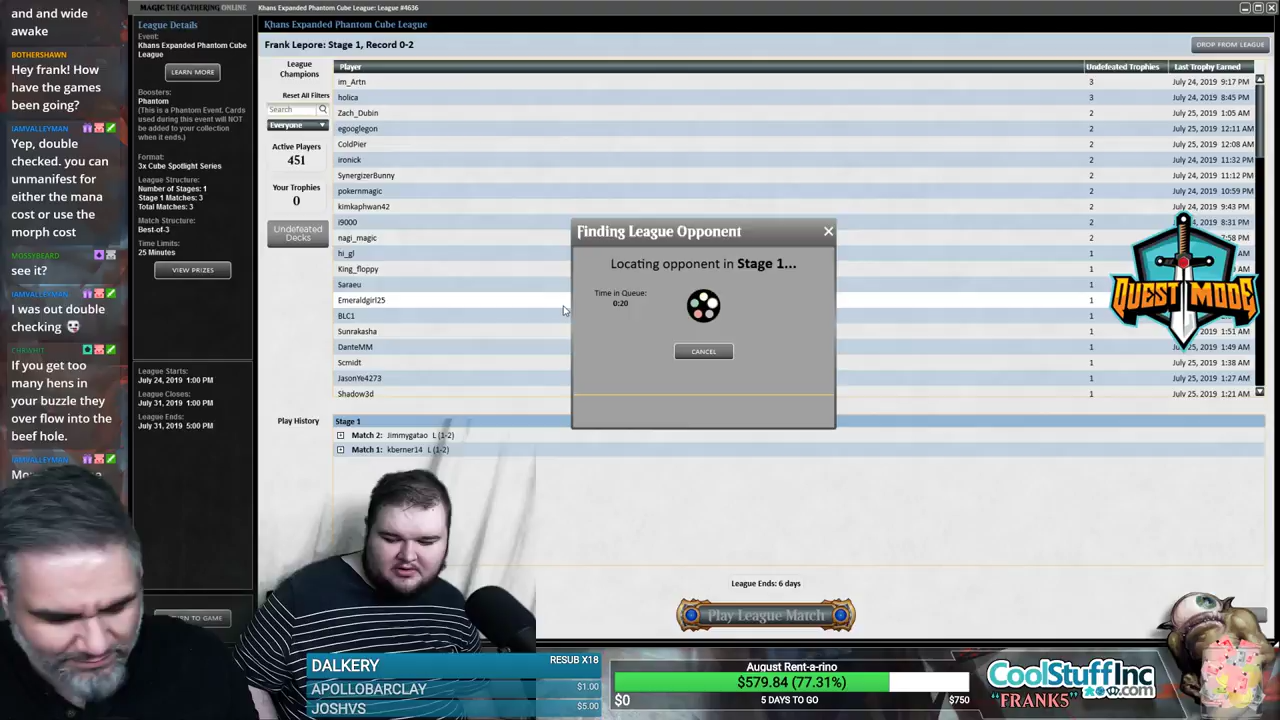 MAGIC THE GATHERING ONLINE
Khans Expanded Phantom Cube League: League #4636
and and wide
awake
BOTHERSHAWN
Hey frank! How
have the games
been going?
IAMVALLEYMAN
Yep, double
checked. you can
unmanifest for
either the mana
cost or use the
morph cost
MOSSYBEARD
see it?
IAMVALLEYMAN
I was out double
checking
CHRWHIT
If you get too
many hens in
your buzzle they
over flow into the
beef hole.
IAMVALLEYMAN
League Details
Event:
Khans Expanded Phantom Cube
League
LEARN MORE
Boosters:
Phantom
(This is a Phantom Event. Cards
used during this event will NOT
be added to your collection
when it ends.)
Format:
3x Cube Spotlight Series
League Structure:
Number of Stages: 1
Stage 1 Matches: 3
Total Matches: 3
Match Structure:
Best-of-3
Time Limits:
25 Minutes
VIEW PRIZES
League Starts:
July 24, 2019 1:00 PM
League Closes:
July 31, 2019 1:00 PM
League Ends:
July 31, 2019 5:00 PM
TO GAME
Khans Expanded Phantom Cube League
Frank Lepore: Stage 1, Record 0-2
DROP FROM LEAGUE
League
Champions
Reset All Filters
Search
Everyone
Active Players
451
Your Trophies
0
Undefeated
Decks
Player Undefeated Trophies Last Trophy Earned
im_Artn 3 July 24, 2019 9:17 PM
holica 3 July 24, 2019 8:45 PM
Zach_Dubin 2 July 25, 2019 1:05 AM
egooglegon 2 July 25, 2019 12:11 AM
ColdPier 2 July 25, 2019 12:08 AM
ironick 2 July 24, 2019 11:32 PM
SynergizerBunny 2 July 24, 2019 11:12 PM
pokernmagic 2 July 24, 2019 10:59 PM
kimkaphwan42 2 July 24, 2019 9:43 PM
i9000 2 July 24, 2019 8:31 PM
nagi_magic 2 7:58 PM
hi_gl 1 AM
King_floppy 1 AM
Saraeu 1
Emeraldgirl25 1
BLC1 1
Sunrakasha 1
DanteMM 1 July 25, 2019 1:49 AM
Scmidt 1 July 25, 2019 1:38 AM
JasonYe4273 1 July 25, 2019 1:27 AM
Shadow3d 1 July 25, 2019 1:21 AM
Finding League Opponent
Locating opponent in Stage 1...
Time in Queue:
0:20
CANCEL
QUEST MODE
Play History
Stage 1
Match 2: Jimmygatao L (1-2)
Match 1: kberner14 L (1-2)
League Ends: 6 days
Play League Match
DALKERY RESUB X18
APOLLOBARCLAY $1.00
JOSHVS $5.00
August Rent-a-rino
$579.84 (77.31%)
$0 5 DAYS TO GO $750
CoolStuffInc
.com
"FRANK5"